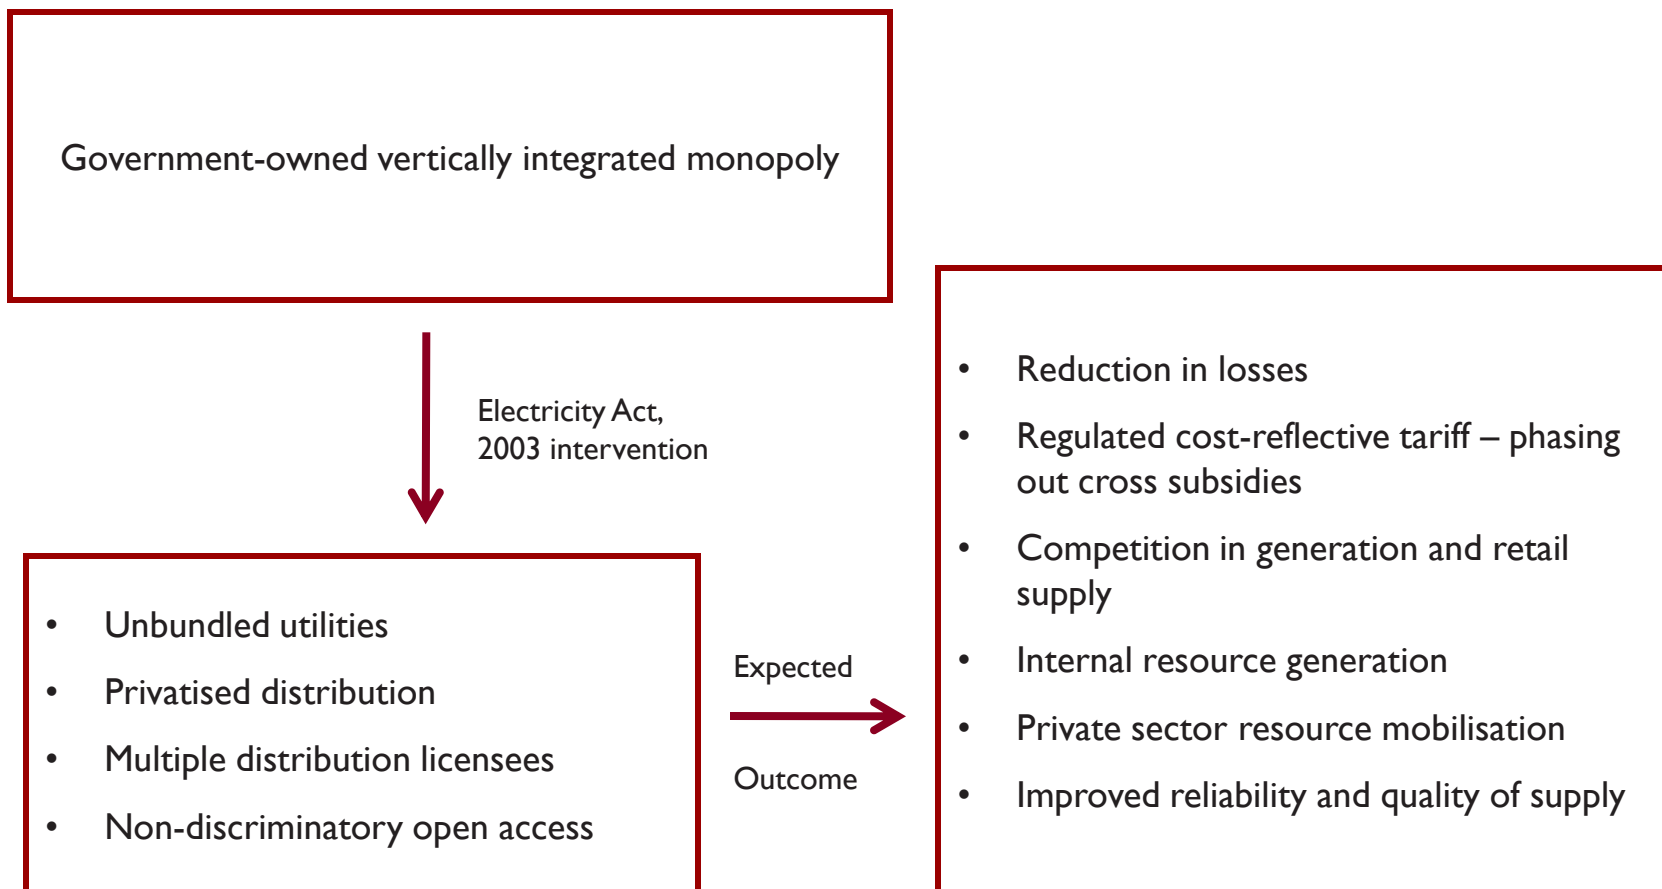 Government-owned vertically integrated monopoly
Electricity Act,
2003 intervention
• Unbundled utilities
• Privatised distribution
• Multiple distribution licensees
• Non-discriminatory open access
Expected
Outcome
• Reduction in losses
• Regulated cost-reflective tariff – phasing
out cross subsidies
• Competition in generation and retail
supply
• Internal resource generation
• Private sector resource mobilisation
• Improved reliability and quality of supply